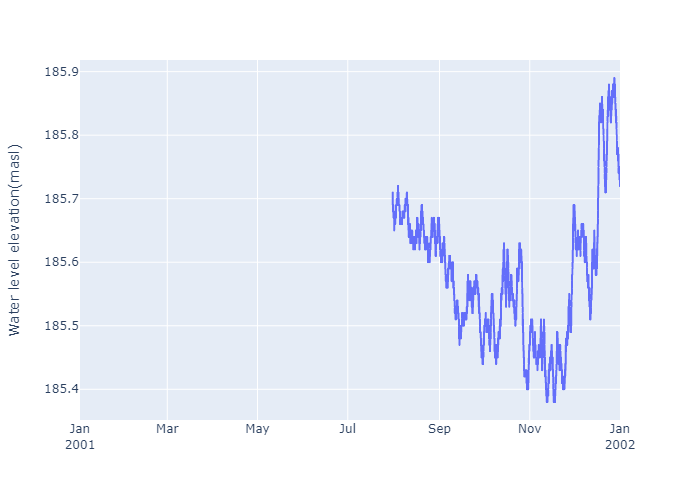 Water level elevation(masl)
185.9
185.8
185.7
185.6
185.5
185.4
Jan
2001
Mar
May
Jul
Sep
Nov
Jan
2002